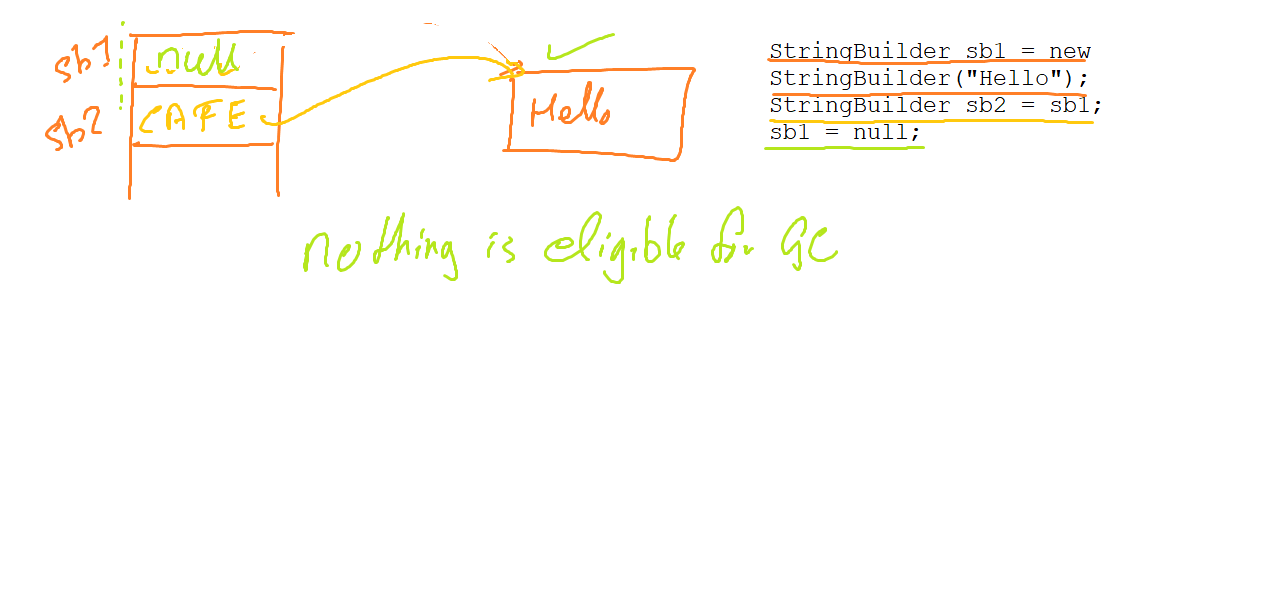 sb1 null
sb2 CAFE
Hello
StringBuilder sb1 = new
StringBuilder("Hello");
StringBuilder sb2 = sb1;
sb1 = null;
nothing is eligible for GC